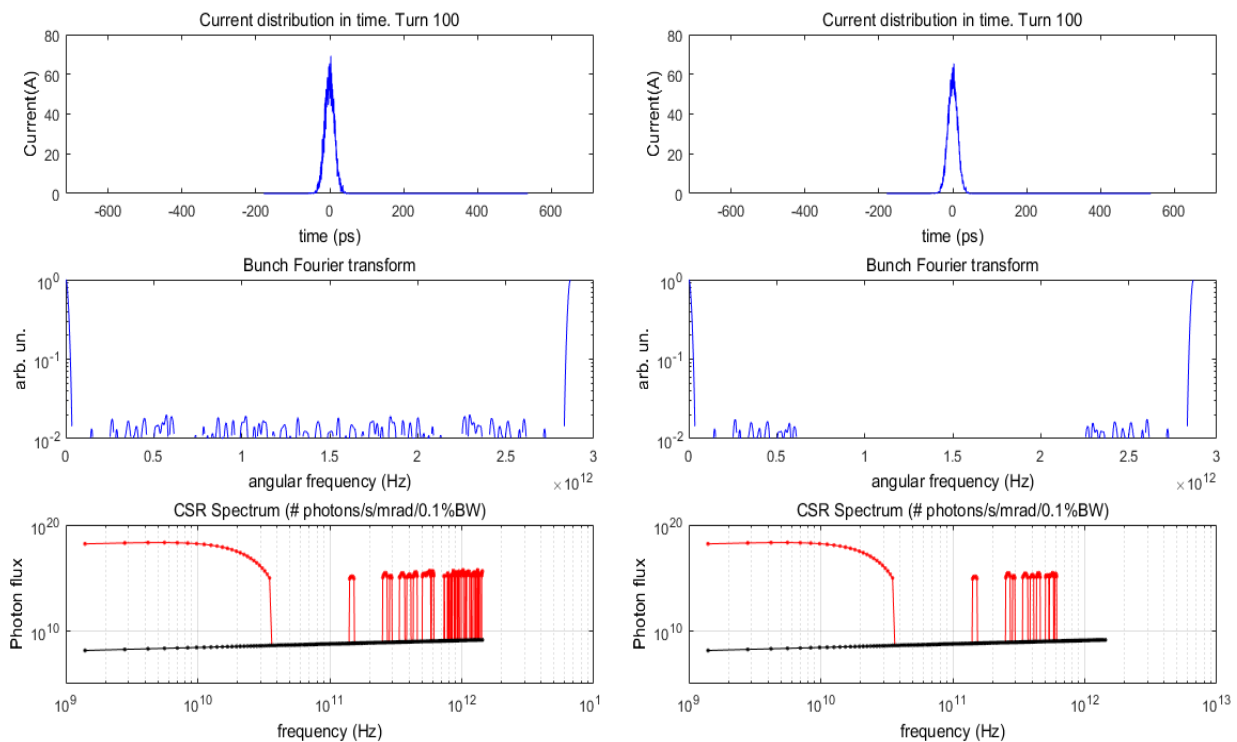 Current distribution in time. Turn 100
80
60
40
20
0
Current(A)
-600 -400 -200 0 200 400 600
time (ps)
Current distribution in time. Turn 100
80
60
40
20
0
Current(A)
-600 -400 -200 0 200 400 600
time (ps)
Bunch Fourier transform
10^0
10^-1
10^-2
arb. un.
0 0.5 1 1.5 2 2.5 3
angular frequency (Hz)
×10^12
Bunch Fourier transform
10^0
10^-1
10^-2
arb. un.
0 0.5 1 1.5 2 2.5 3
angular frequency (Hz)
×10^12
CSR Spectrum (# photons/s/mrad/0.1%BW)
10^20
10^10
Photon flux
10^9 10^10 10^11 10^12 10^1
frequency (Hz)
CSR Spectrum (# photons/s/mrad/0.1%BW)
10^20
10^10
Photon flux
10^9 10^10 10^11 10^12 10^13
frequency (Hz)